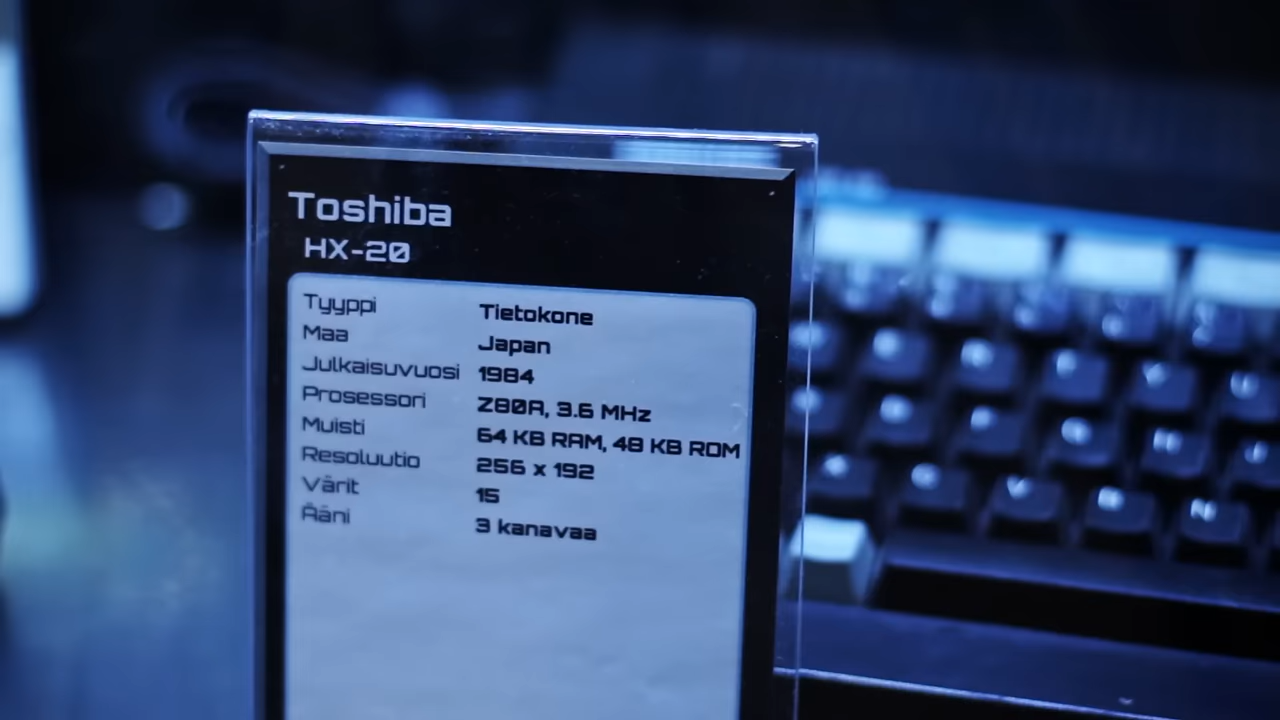 Toshiba
HX-20
Tyyppi Tietokone
Maa Japan
Julkaisuvuosi 1984
Prosessori Z80A, 3.6 MHz
Muisti 64 KB RAM, 48 KB ROM
Resoluutio 256 x 192
Värit 15
Ääni 3 kanavaa